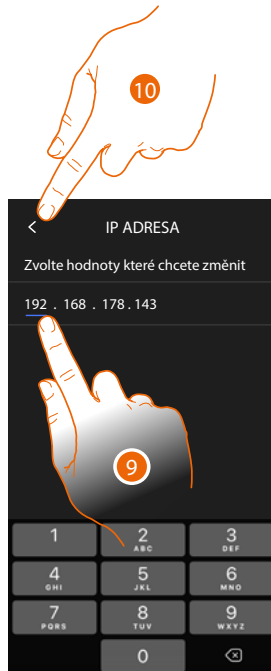 10
< IP ADRESA
Zvolte hodnoty které chcete změnit
192 . 168 . 178 . 143
9
1 2 ABC 3 DEF
4 GHI 5 JKL 6 MNO
7 PQRS 8 TUV 9 WXYZ
0